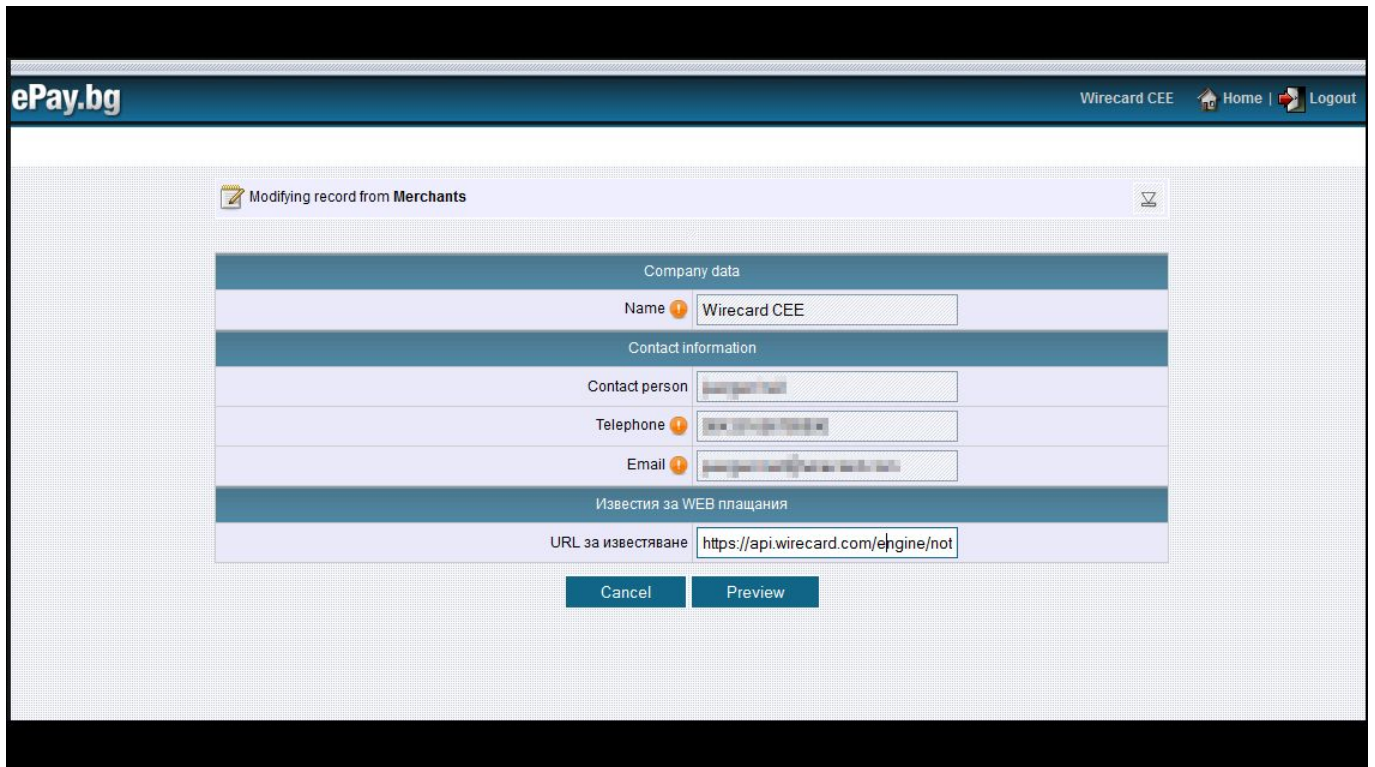 ePay.bg
Wirecard CEE Home | Logout
Modifying record from Merchants
Company data
Name Wirecard CEE
Contact information
Contact person
Telephone
Email
Известия за WEB плащания
URL за известяване https://api.wirecard.com/engine/not
Cancel Preview